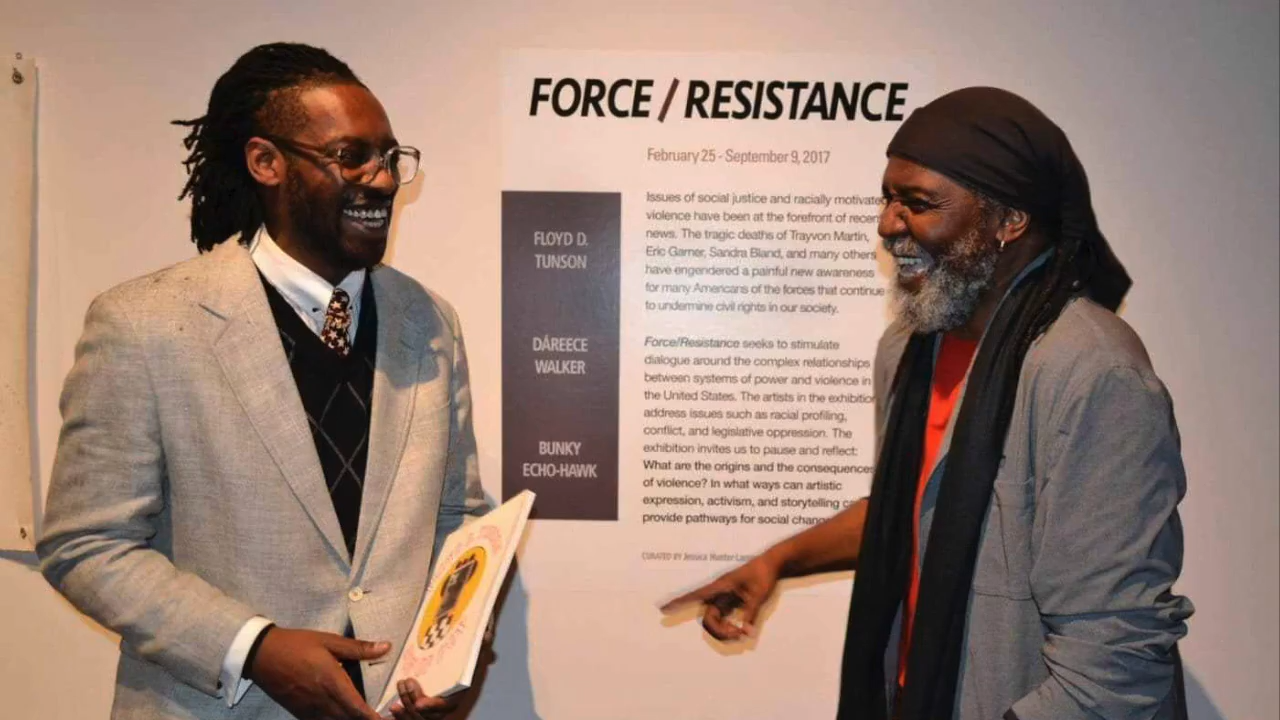 FORCE / RESISTANCE
February 25 - September 9, 2017
FLOYD D.
TUNSON
DÁREECE
WALKER
BUNKY
ECHO-HAWK
Issues of social justice and racially motivated
violence have been at the forefront of recent
news. The tragic deaths of Trayvon Martin,
Eric Garner, Sandra Bland, and many others
have engendered a painful new awareness
for many Americans of the forces that continue
to undermine civil rights in our society.
Force/Resistance seeks to stimulate
dialogue around the complex relationships
between systems of power and violence in
the United States. The artists in the exhibition
address issues such as racial profiling,
conflict, and legislative oppression. The
exhibition invites us to pause and reflect:
What are the origins and the consequences
of violence? In what ways can artistic
expression, activism, and storytelling
provide pathways for social
CURATED BY Jessica Hunter